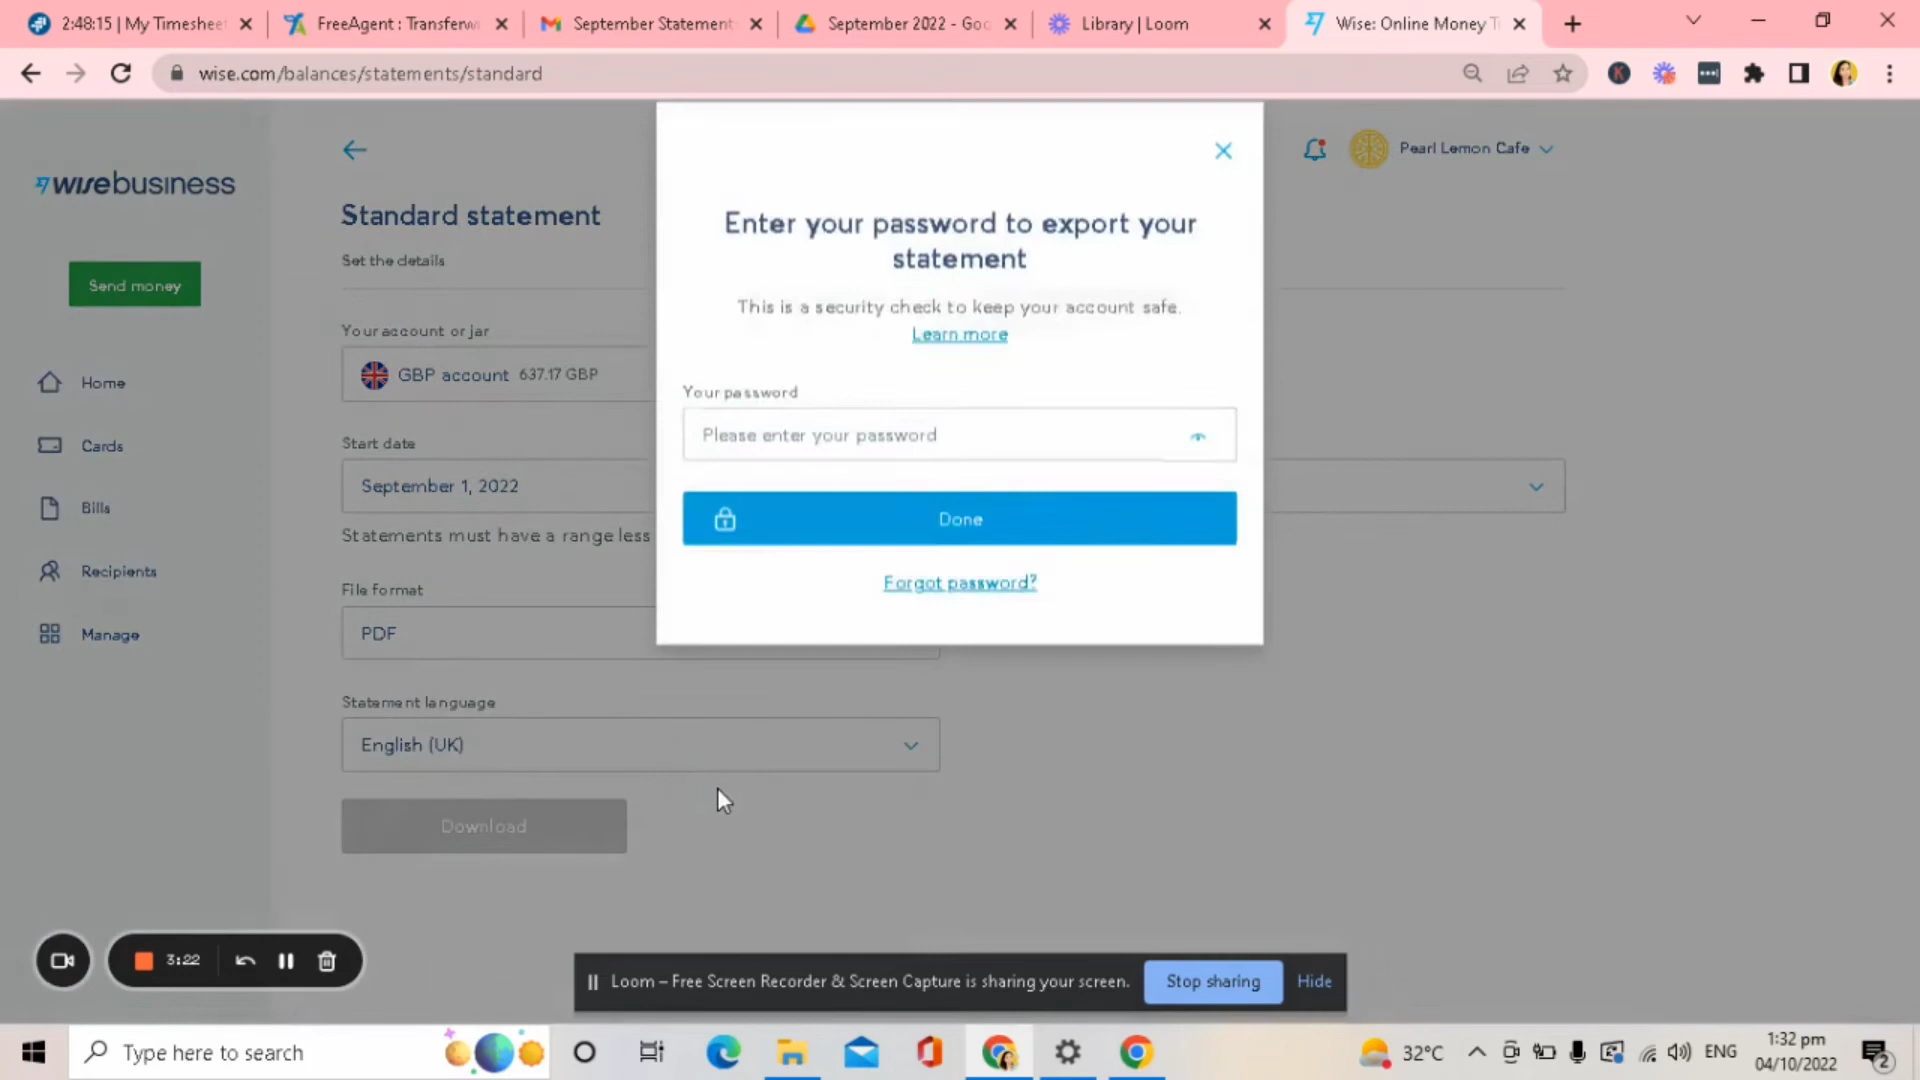 2:48:15 | My Timesheet
FreeAgent : Transferw
September Statement
September 2022 - Goo
Library | Loom
Wise: Online Money T
wise.com/balances/statements/standard
wisebusiness
Send money
Home
Cards
Bills
Recipients
Manage
Standard statement
Set the details
Your account or jar
GBP account 637.17 GBP
Start date
September 1, 2022
Statements must have a range less
File format
PDF
Statement language
English (UK)
Download
Pearl Lemon Cafe
Enter your password to export your
statement
This is a security check to keep your account safe.
Learn more
Your password
Please enter your password
Done
Forgot password?
3:22
Loom – Free Screen Recorder & Screen Capture is sharing your screen.
Stop sharing
Hide
Type here to search
32°C
ENG
1:32 pm
04/10/2022
2